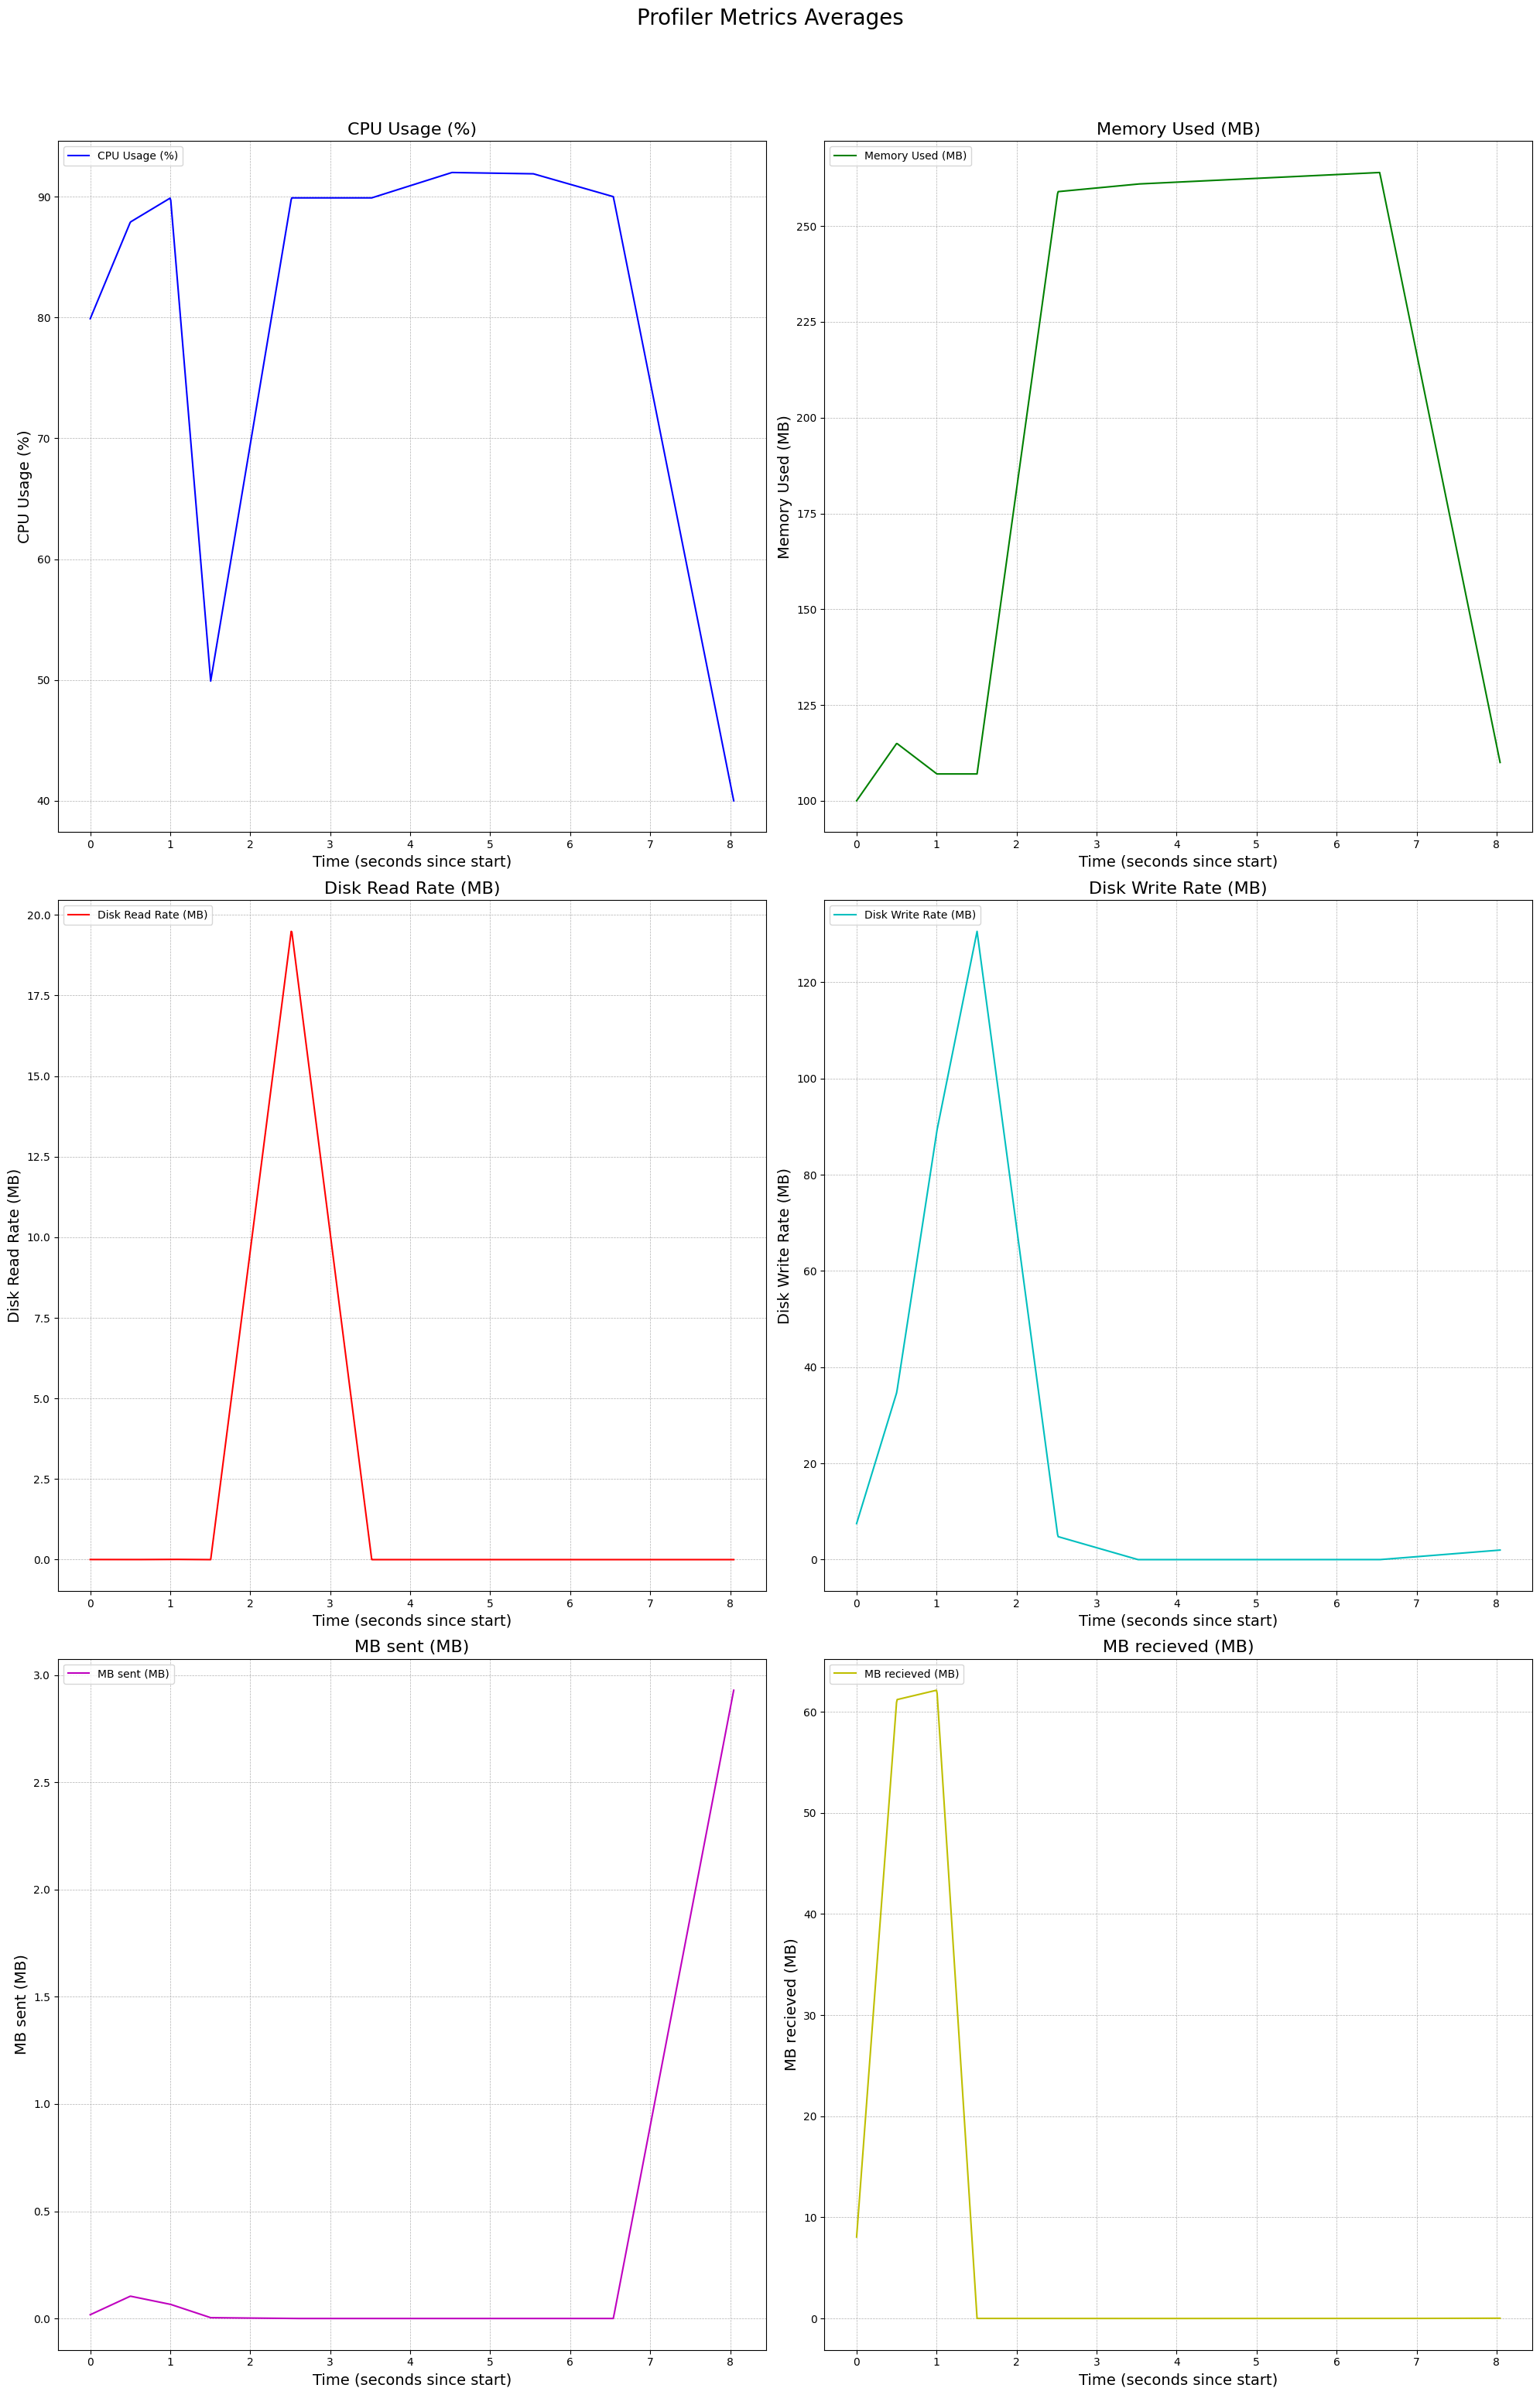 Profiler Metrics Averages
CPU Usage (%)
CPU Usage (%)
CPU Usage (%)
90
80
70
60
50
40
0 1 2 3 4 5 6 7 8
Time (seconds since start)
Memory Used (MB)
Memory Used (MB)
Memory Used (MB)
250
225
200
175
150
125
100
0 1 2 3 4 5 6 7 8
Time (seconds since start)
Disk Read Rate (MB)
Disk Read Rate (MB)
Disk Read Rate (MB)
20.0
17.5
15.0
12.5
10.0
7.5
5.0
2.5
0.0
0 1 2 3 4 5 6 7 8
Time (seconds since start)
Disk Write Rate (MB)
Disk Write Rate (MB)
Disk Write Rate (MB)
120
100
80
60
40
20
0
0 1 2 3 4 5 6 7 8
Time (seconds since start)
MB sent (MB)
MB sent (MB)
MB sent (MB)
3.0
2.5
2.0
1.5
1.0
0.5
0.0
0 1 2 3 4 5 6 7 8
Time (seconds since start)
MB recieved (MB)
MB recieved (MB)
MB recieved (MB)
60
50
40
30
20
10
0
0 1 2 3 4 5 6 7 8
Time (seconds since start)